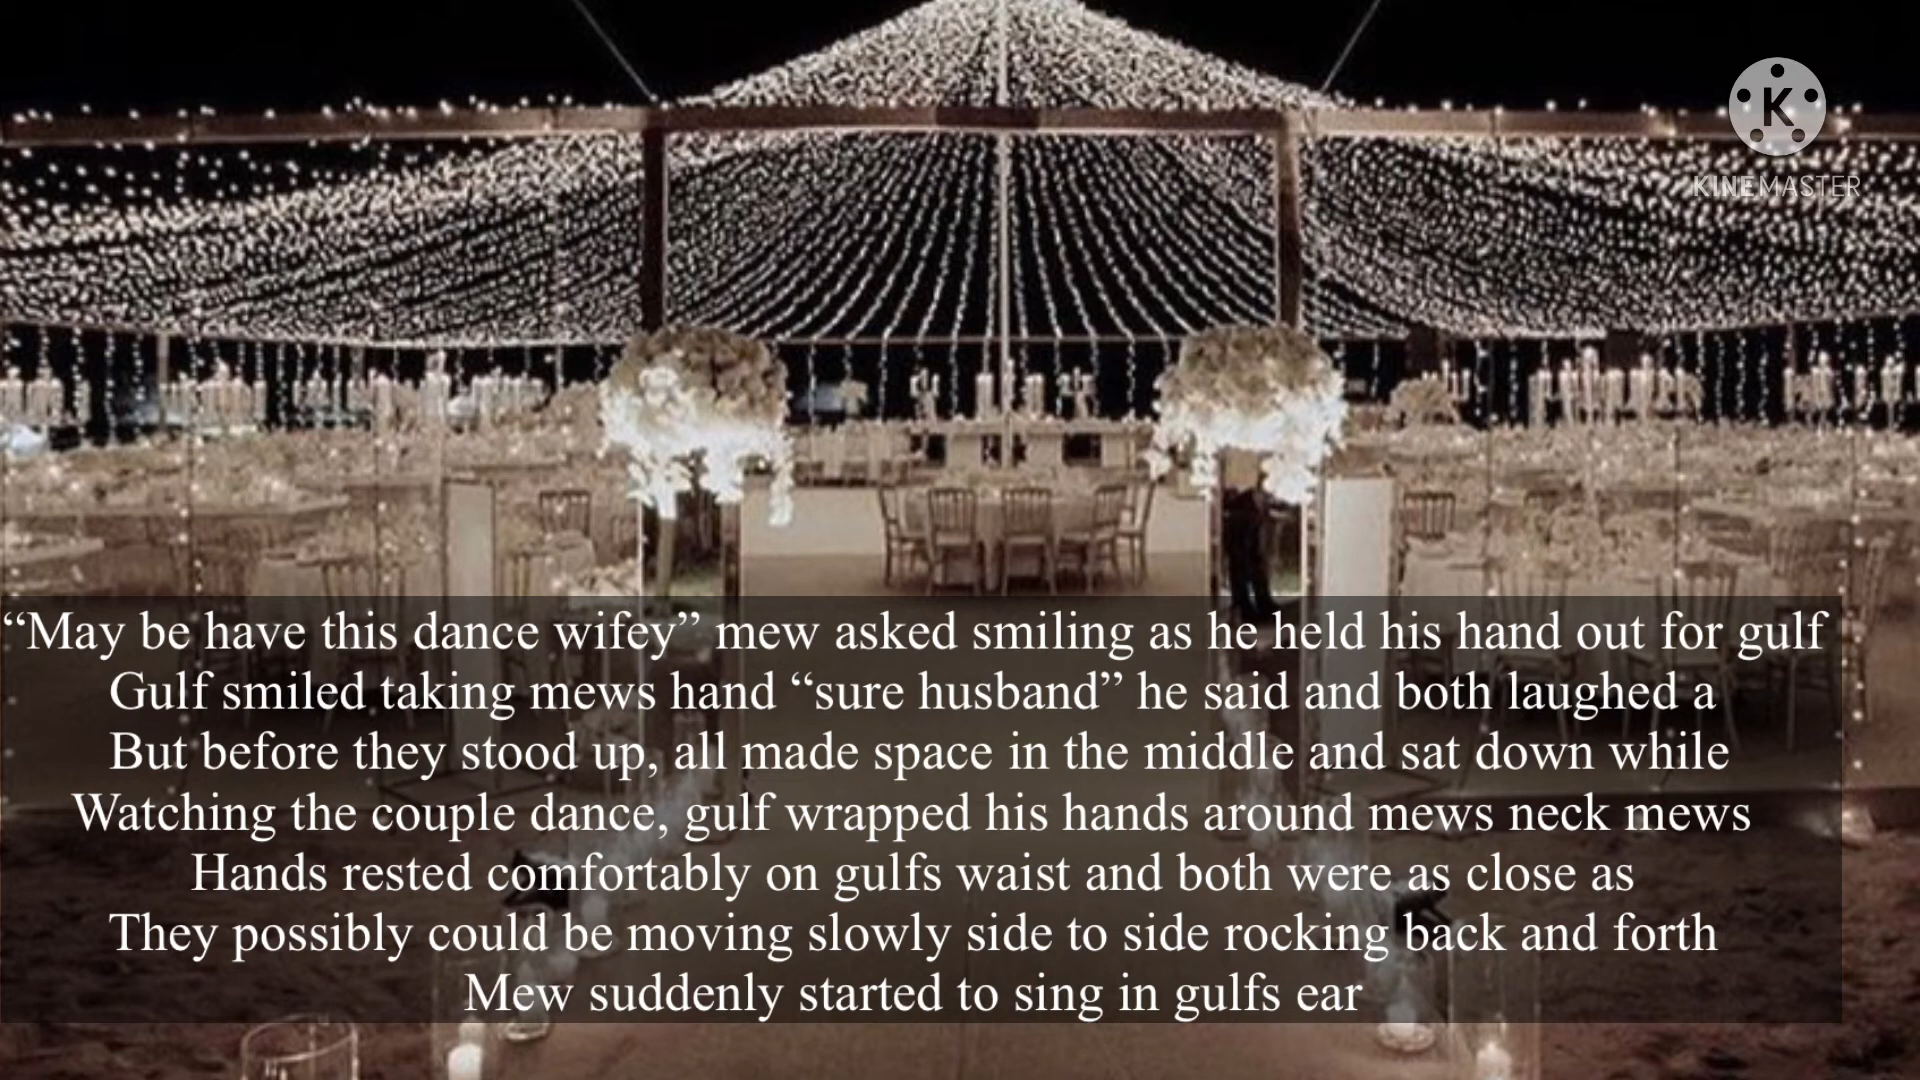 KINEMASTER
“May be have this dance wifey” mew asked smiling as he held his hand out for gulf
Gulf smiled taking mews hand “sure husband” he said and both laughed a
But before they stood up, all made space in the middle and sat down while
Watching the couple dance, gulf wrapped his hands around mews neck mews
Hands rested comfortably on gulfs waist and both were as close as
They possibly could be moving slowly side to side rocking back and forth
Mew suddenly started to sing in gulfs ear